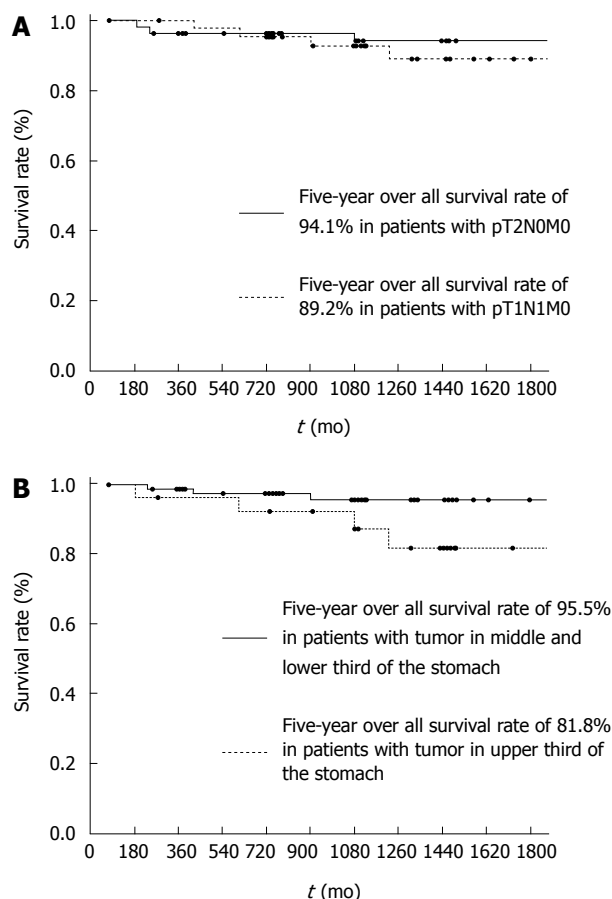 A
1.0
0.8
0.6
0.4
0.2
0.0
Survival rate (%)
Five-year over all survival rate of
94.1% in patients with pT2N0M0
Five-year over all survival rate of
89.2% in patients with pT1N1M0
0 180 360 540 720 900 1080 1260 1440 1620 1800
t (mo)
B
1.0
0.8
0.6
0.4
0.2
0.0
Survival rate (%)
Five-year over all survival rate of 95.5%
in patients with tumor in middle and
lower third of the stomach
Five-year over all survival rate of 81.8%
in patients with tumor in upper third of
the stomach
0 180 360 540 720 900 1080 1260 1440 1620 1800
t (mo)